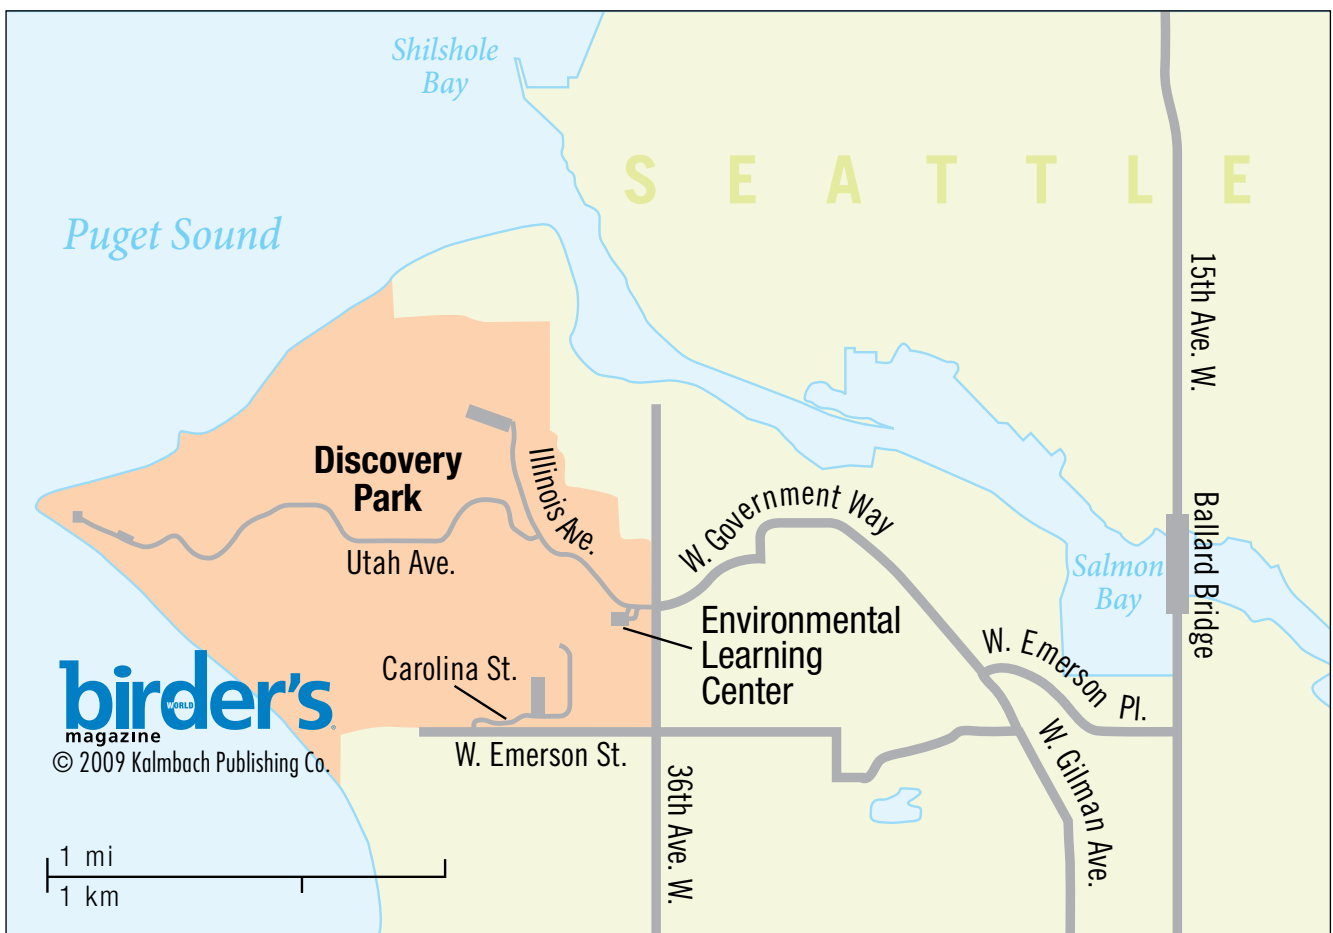 Shilshole
Bay
SEATTLE
Puget Sound
15th Ave. W.
Discovery
Park
Illinois Ave.
W. Government Way
Ballard Bridge
Utah Ave.
Salmon
Bay
Environmental
Learning
Center
W. Emerson Pl.
Carolina St.
birder's
WORLD
magazine
© 2009 Kalmbach Publishing Co.
W. Emerson St.
36th Ave. W.
W. Gilman Ave.
1 mi
1 km